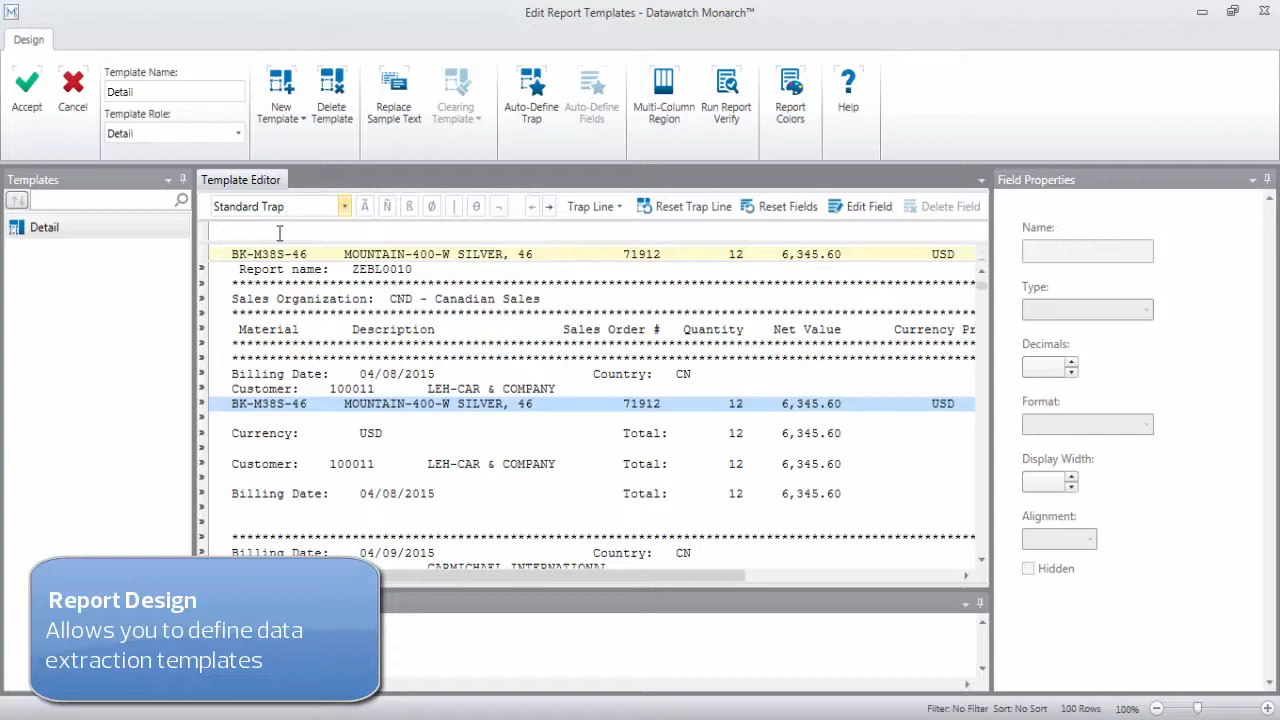 M
Edit Report Templates - Datawatch Monarch™
Design
Accept
Cancel
Template Name:
Detail
Template Role:
Detail
New Template
Delete Template
Replace Sample Text
Clearing Template
Auto-Define Trap
Auto-Define Fields
Multi-Column Region
Run Report Verify
Report Colors
Help
Templates
Detail
Template Editor
Standard Trap
Ã Ñ ß Ø | Θ ¬
Trap Line
Reset Trap Line
Reset Fields
Edit Field
Delete Field
BK-M38S-46 MOUNTAIN-400-W SILVER, 46 71912 12 6,345.60 USD
Report name: ZEBL0010
***************************************************************************************************
Sales Organization: CND - Canadian Sales
***************************************************************************************************
Material Description Sales Order # Quantity Net Value Currency Pr
***************************************************************************************************
***************************************************************************************************
Billing Date: 04/08/2015 Country: CN
Customer: 100011 LEH-CAR & COMPANY
BK-M38S-46 MOUNTAIN-400-W SILVER, 46 71912 12 6,345.60 USD
Currency: USD Total: 12 6,345.60
Customer: 100011 LEH-CAR & COMPANY Total: 12 6,345.60
Billing Date: 04/08/2015 Total: 12 6,345.60
***************************************************************************************************
Billing Date: 04/09/2015 Country: CN
CARMICHAEL INTERNATIONAL
Field Properties
Name:
Type:
Decimals:
Format:
Display Width:
Alignment:
Hidden
Report Design
Allows you to define data
extraction templates
Filter: No Filter Sort: No Sort 100 Rows 100%